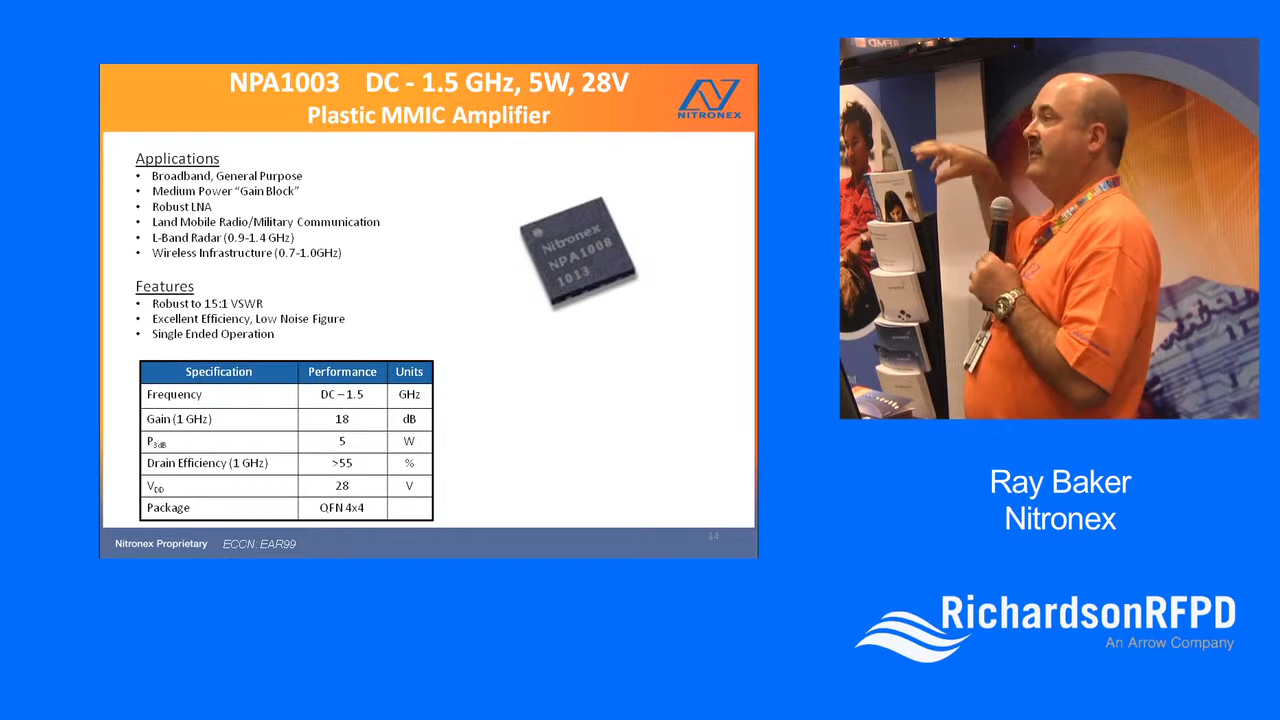 NPA1003 DC - 1.5 GHz, 5W, 28V
Plastic MMIC Amplifier
NITRONEX
Applications
• Broadband, General Purpose
• Medium Power “Gain Block”
• Robust LNA
• Land Mobile Radio/Military Communication
• L-Band Radar (0.9-1.4 GHz)
• Wireless Infrastructure (0.7-1.0GHz)
Features
• Robust to 15:1 VSWR
• Excellent Efficiency, Low Noise Figure
• Single Ended Operation
Nitronex
NPA1008
1013
Specification Performance Units
Frequency DC – 1.5 GHz
Gain (1 GHz) 18 dB
P3dB 5 W
Drain Efficiency (1 GHz) >55 %
VDD 28 V
Package QFN 4x4
Nitronex Proprietary ECCN: EAR99
14
RFMD
Ray Baker
Nitronex
RichardsonRFPD
An Arrow Company